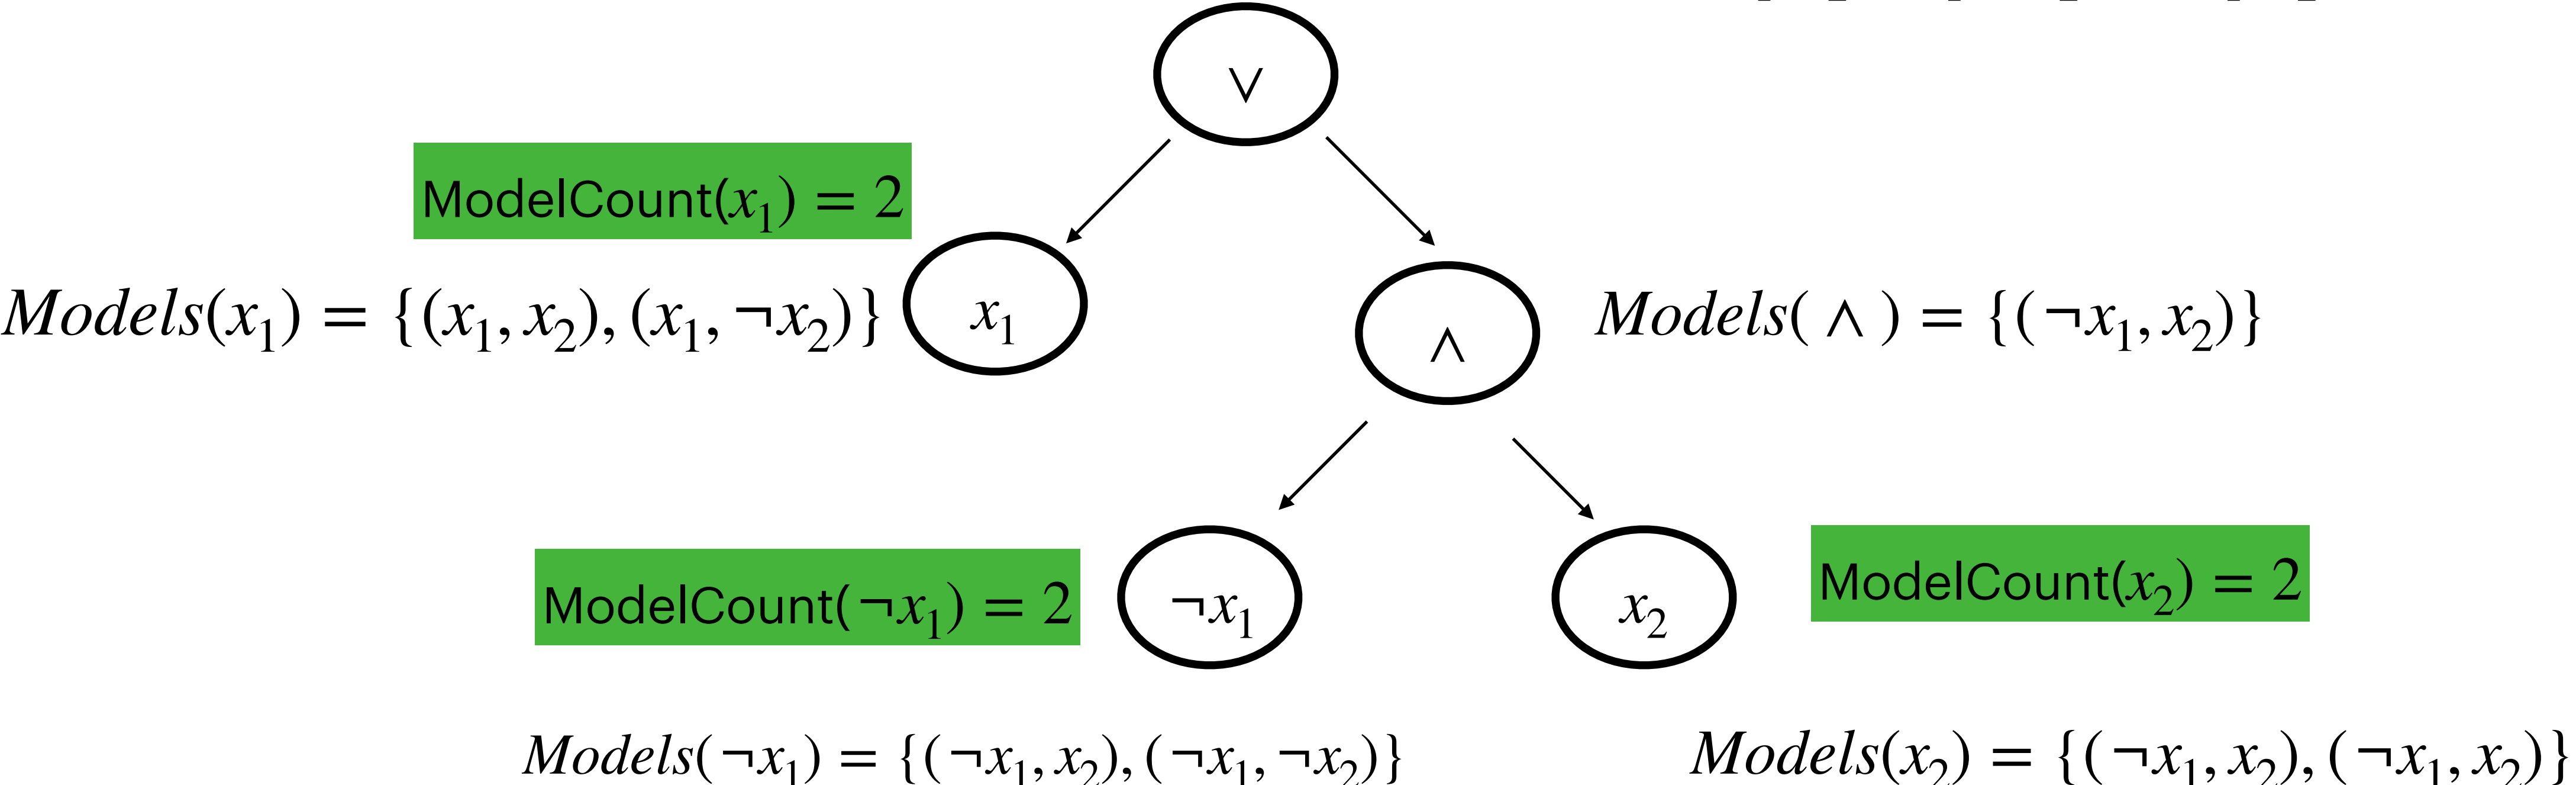 ∨
ModelCount(x₁) = 2
Models(x₁) = {(x₁, x₂), (x₁, ¬x₂)}
x₁
∧
Models( ∧ ) = {(¬x₁, x₂)}
ModelCount(¬x₁) = 2
¬x₁
x₂
ModelCount(x₂) = 2
Models(¬x₁) = {(¬x₁, x₂), (¬x₁, ¬x₂)}
Models(x₂) = {(¬x₁, x₂), (¬x₁, x₂)}